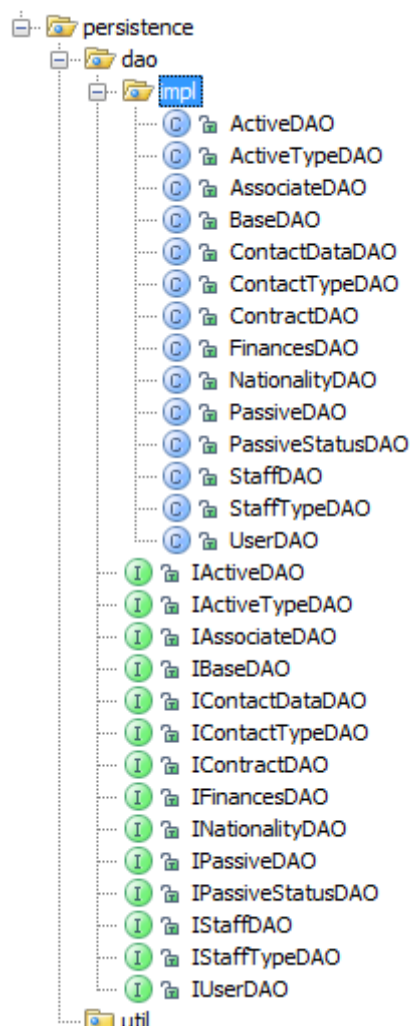 persistence
dao
impl
C ActiveDAO
C ActiveTypeDAO
C AssociateDAO
C BaseDAO
C ContactDataDAO
C ContactTypeDAO
C ContractDAO
C FinancesDAO
C NationalityDAO
C PassiveDAO
C PassiveStatusDAO
C StaffDAO
C StaffTypeDAO
C UserDAO
I IActiveDAO
I IActiveTypeDAO
I IAssociateDAO
I IBaseDAO
I IContactDataDAO
I IContactTypeDAO
I IContractDAO
I IFinancesDAO
I INationalityDAO
I IPassiveDAO
I IPassiveStatusDAO
I IStaffDAO
I IStaffTypeDAO
I IUserDAO
util